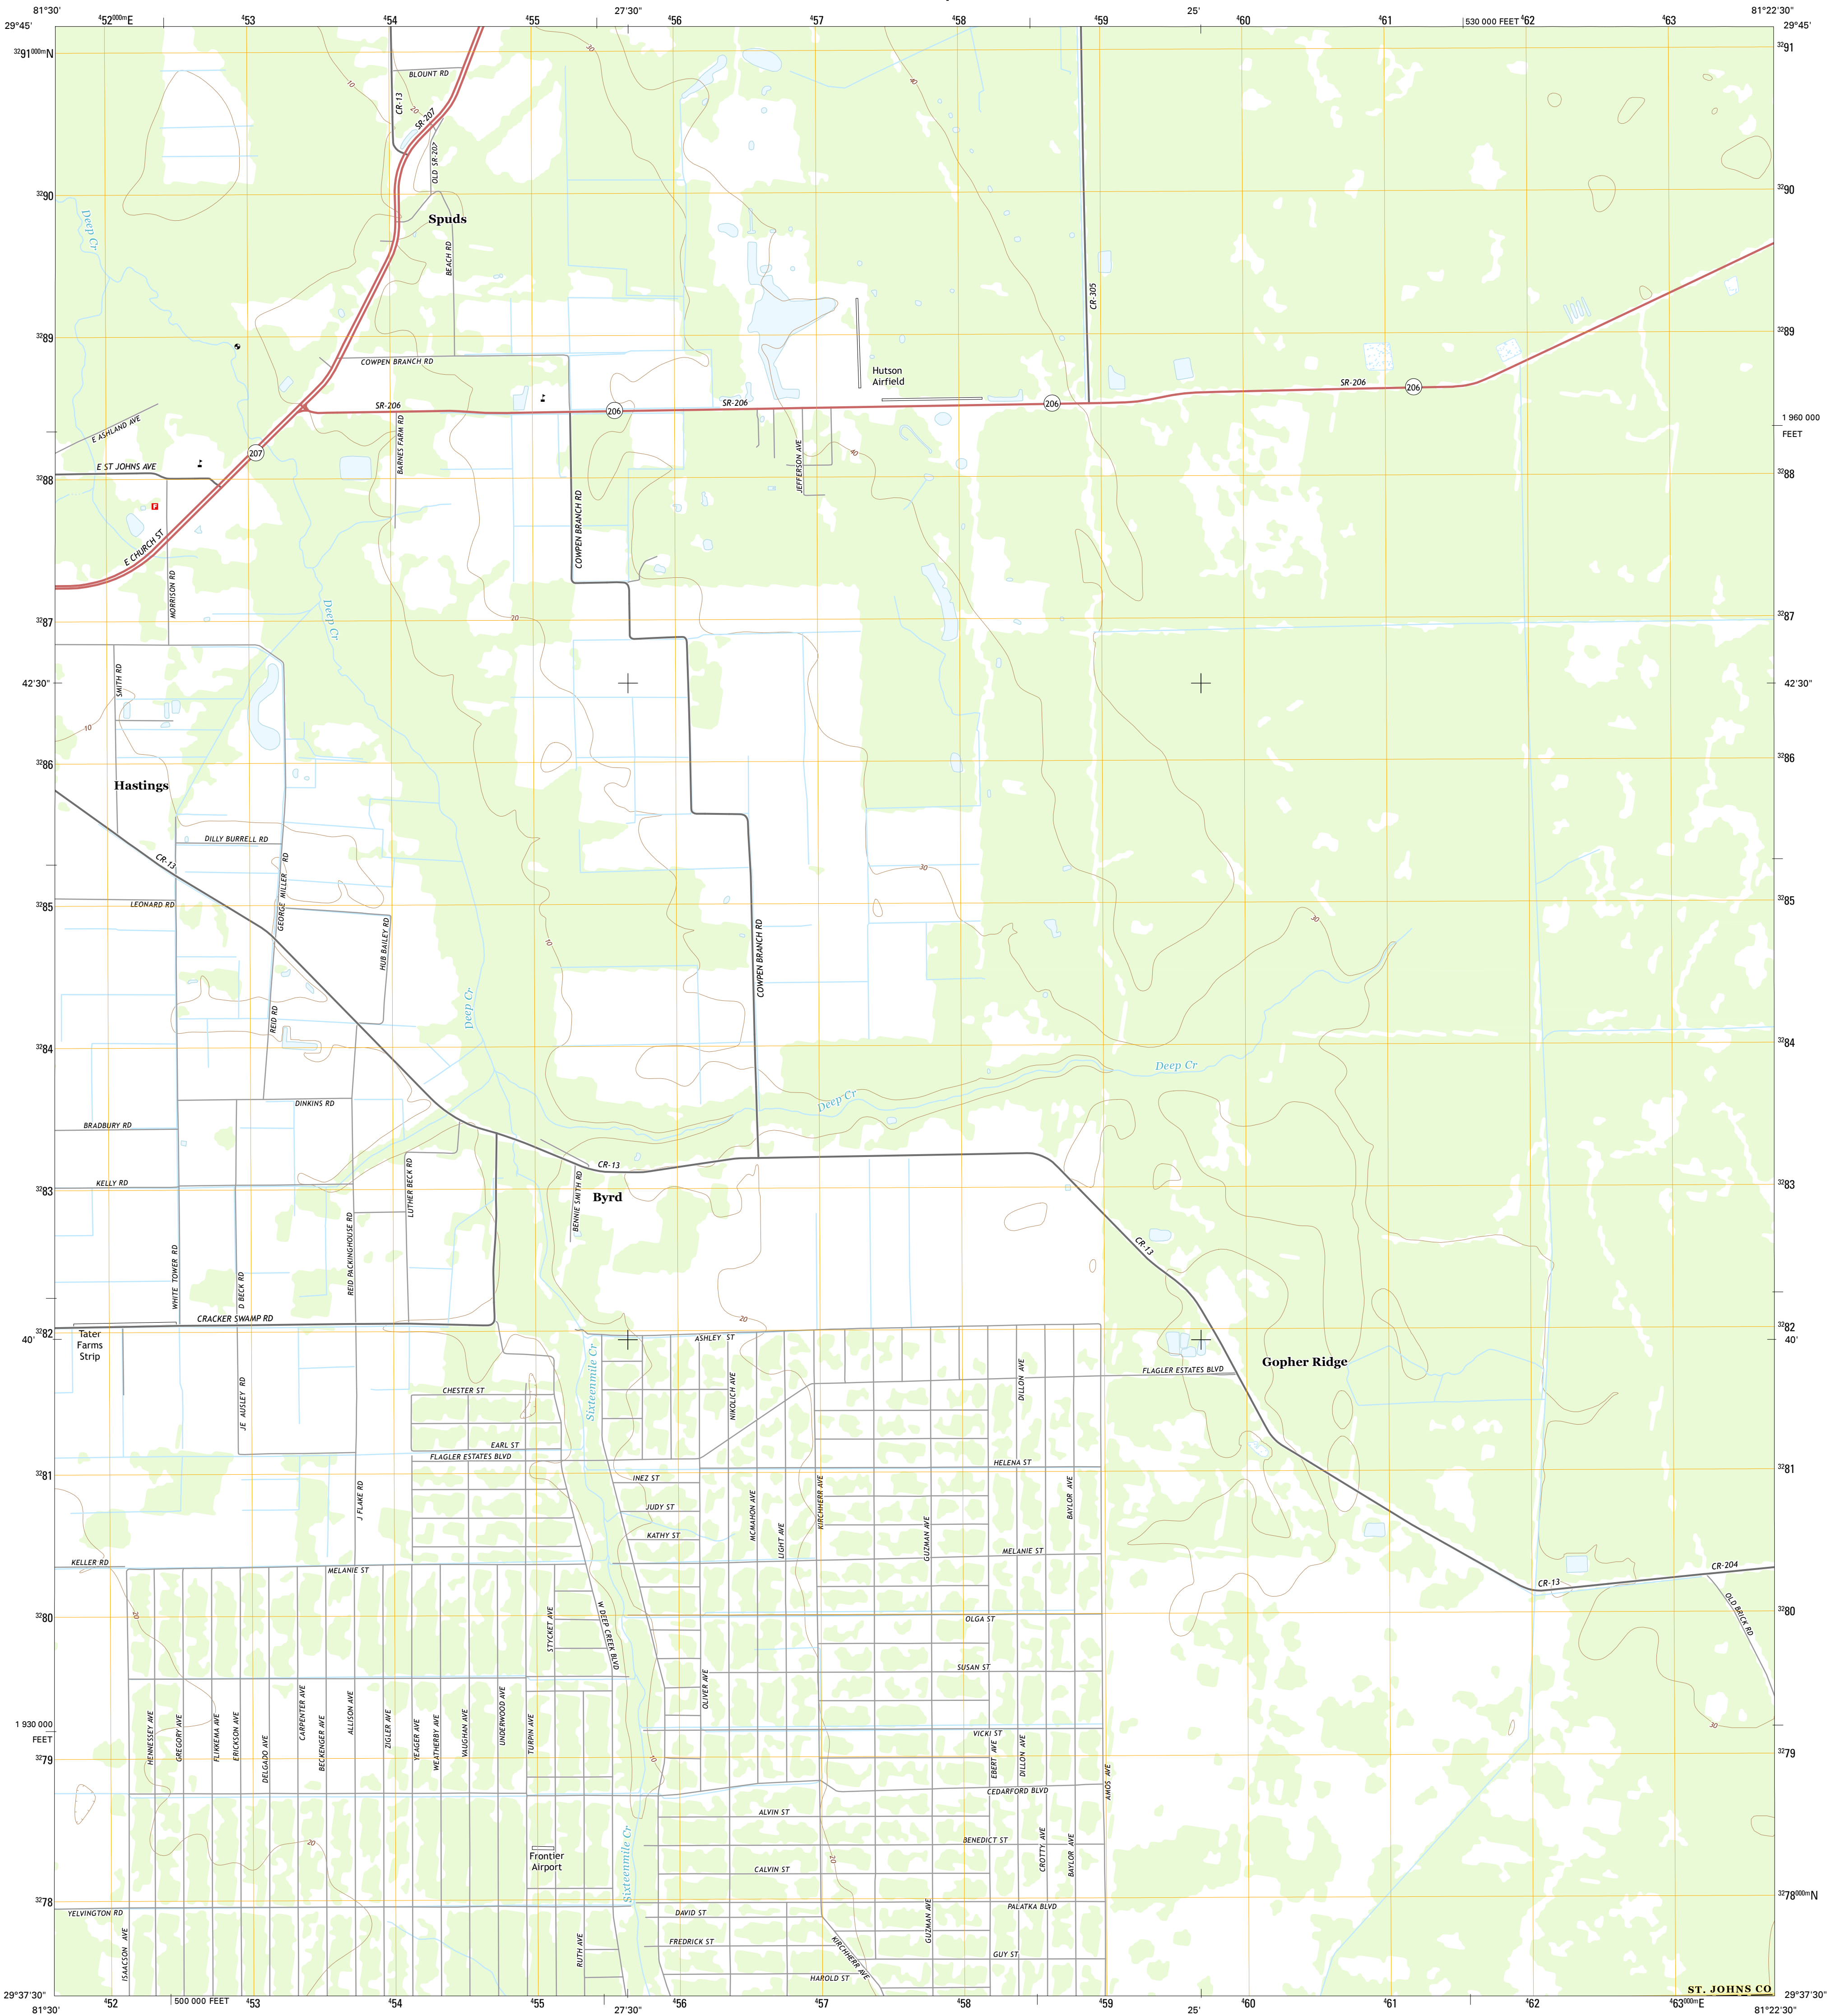 81°30'
⁴52⁰⁰⁰ᵐE
⁴53
⁴54
⁴55
27'30"
⁴56
⁴57
⁴58
⁴59
25'
⁴60
⁴61
530 000 FEET
⁴62
⁴63
81°22'30"
29°45'
29°45'
³²91⁰⁰⁰ᵐN
³²91
BLOUNT RD
CR-13
SR-207
OLD SR-207
10
20
30
40
³²90
³²90
Deep Cr
Spuds
BEACH RD
CR-305
³²89
³²89
COWPEN BRANCH RD
Hutson
Airfield
SR-206
SR-206
SR-206
206
206
206
E ASHLAND AVE
BARNES FARM RD
JEFFERSON AVE
40
1 960 000
FEET
207
E ST JOHNS AVE
³²88
³²88
F
E CHURCH ST
COWPEN BRANCH RD
MORRISON RD
Deep Cr
20
³²87
³²87
SMITH RD
42'30"
42'30"
10
³²86
³²86
Hastings
DILLY BURRELL RD
CR-13
GEORGE MILLER RD
30
LEONARD RD
³²85
³²85
HUB BAILEY RD
10
COWPEN BRANCH RD
30
Deep Cr
REID RD
³²84
³²84
Deep Cr
Deep Cr
DINKINS RD
BRADBURY RD
CR-13
KELLY RD
LUTHER BECK RD
BENNIE SMITH RD
Byrd
³²83
³²83
WHITE TOWER RD
D BECK RD
REID PACKINGHOUSE RD
CR-13
CRACKER SWAMP RD
20
³²82
³²82
40'
40'
Tater
Farms
Strip
ASHLEY ST
Gopher Ridge
FLAGLER ESTATES BLVD
Sixteenmile Cr
NIKOLICH AVE
DILLON AVE
JE AUSLEY RD
CHESTER ST
EARL ST
FLAGLER ESTATES BLVD
HELENA ST
³²81
³²81
INEZ ST
J FLAKE RD
JUDY ST
KATHY ST
MCMAHON AVE
LIGHT AVE
KIRCHHERR AVE
GUZMAN AVE
BAYLOR AVE
MELANIE ST
KELLER RD
MELANIE ST
CR-204
CR-13
OLD BRICK RD
20
³²80
³²80
STYCKET AVE
W DEEP CREEK BLVD
OLGA ST
SUSAN ST
OLIVER AVE
HENNESSEY AVE
GREGORY AVE
FLIKKEMA AVE
ERICKSON AVE
DELGADO AVE
CARPENTER AVE
BECKENGER AVE
ALLISON AVE
ZIGLER AVE
YEAGER AVE
WEATHERBY AVE
VAUGHAN AVE
UNDERWOOD AVE
TURPIN AVE
1 930 000
FEET
30
VICKI ST
EBERT AVE
DILLON AVE
³²79
³²79
10
CEDARFORD BLVD
AMOS AVE
ALVIN ST
BENEDICT ST
20
Frontier
Airport
CALVIN ST
20
CROTTY AVE
BAYLOR AVE
Sixteenmile Cr
³²78
³²78⁰⁰⁰ᵐN
YELVINGTON RD
DAVID ST
PALATKA BLVD
GUZMAN AVE
ISAACSON AVE
RUTH AVE
FREDRICK ST
KIRCHHERR AVE
GUY ST
HAROLD ST
ST. JOHNS CO
29°37'30"
29°37'30"
81°30'
⁴52
500 000 FEET
⁴53
⁴54
⁴55
27'30"
⁴56
⁴57
⁴58
⁴59
25'
⁴60
⁴61
⁴62
⁴63⁰⁰⁰ᵐE
81°22'30"